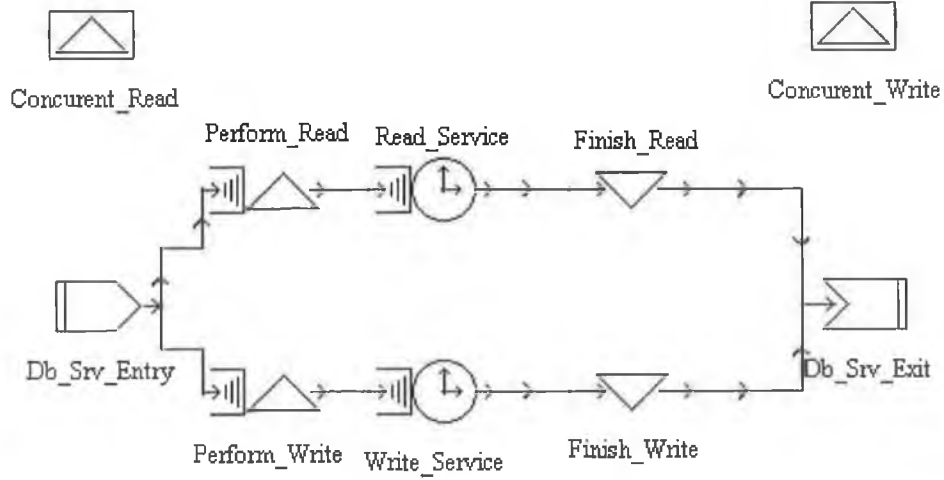 Concurent_Read
Concurent_Write
Perform_Read
Read_Service
Finish_Read
Db_Srv_Entry
Db_Srv_Exit
Perform_Write
Write_Service
Finish_Write